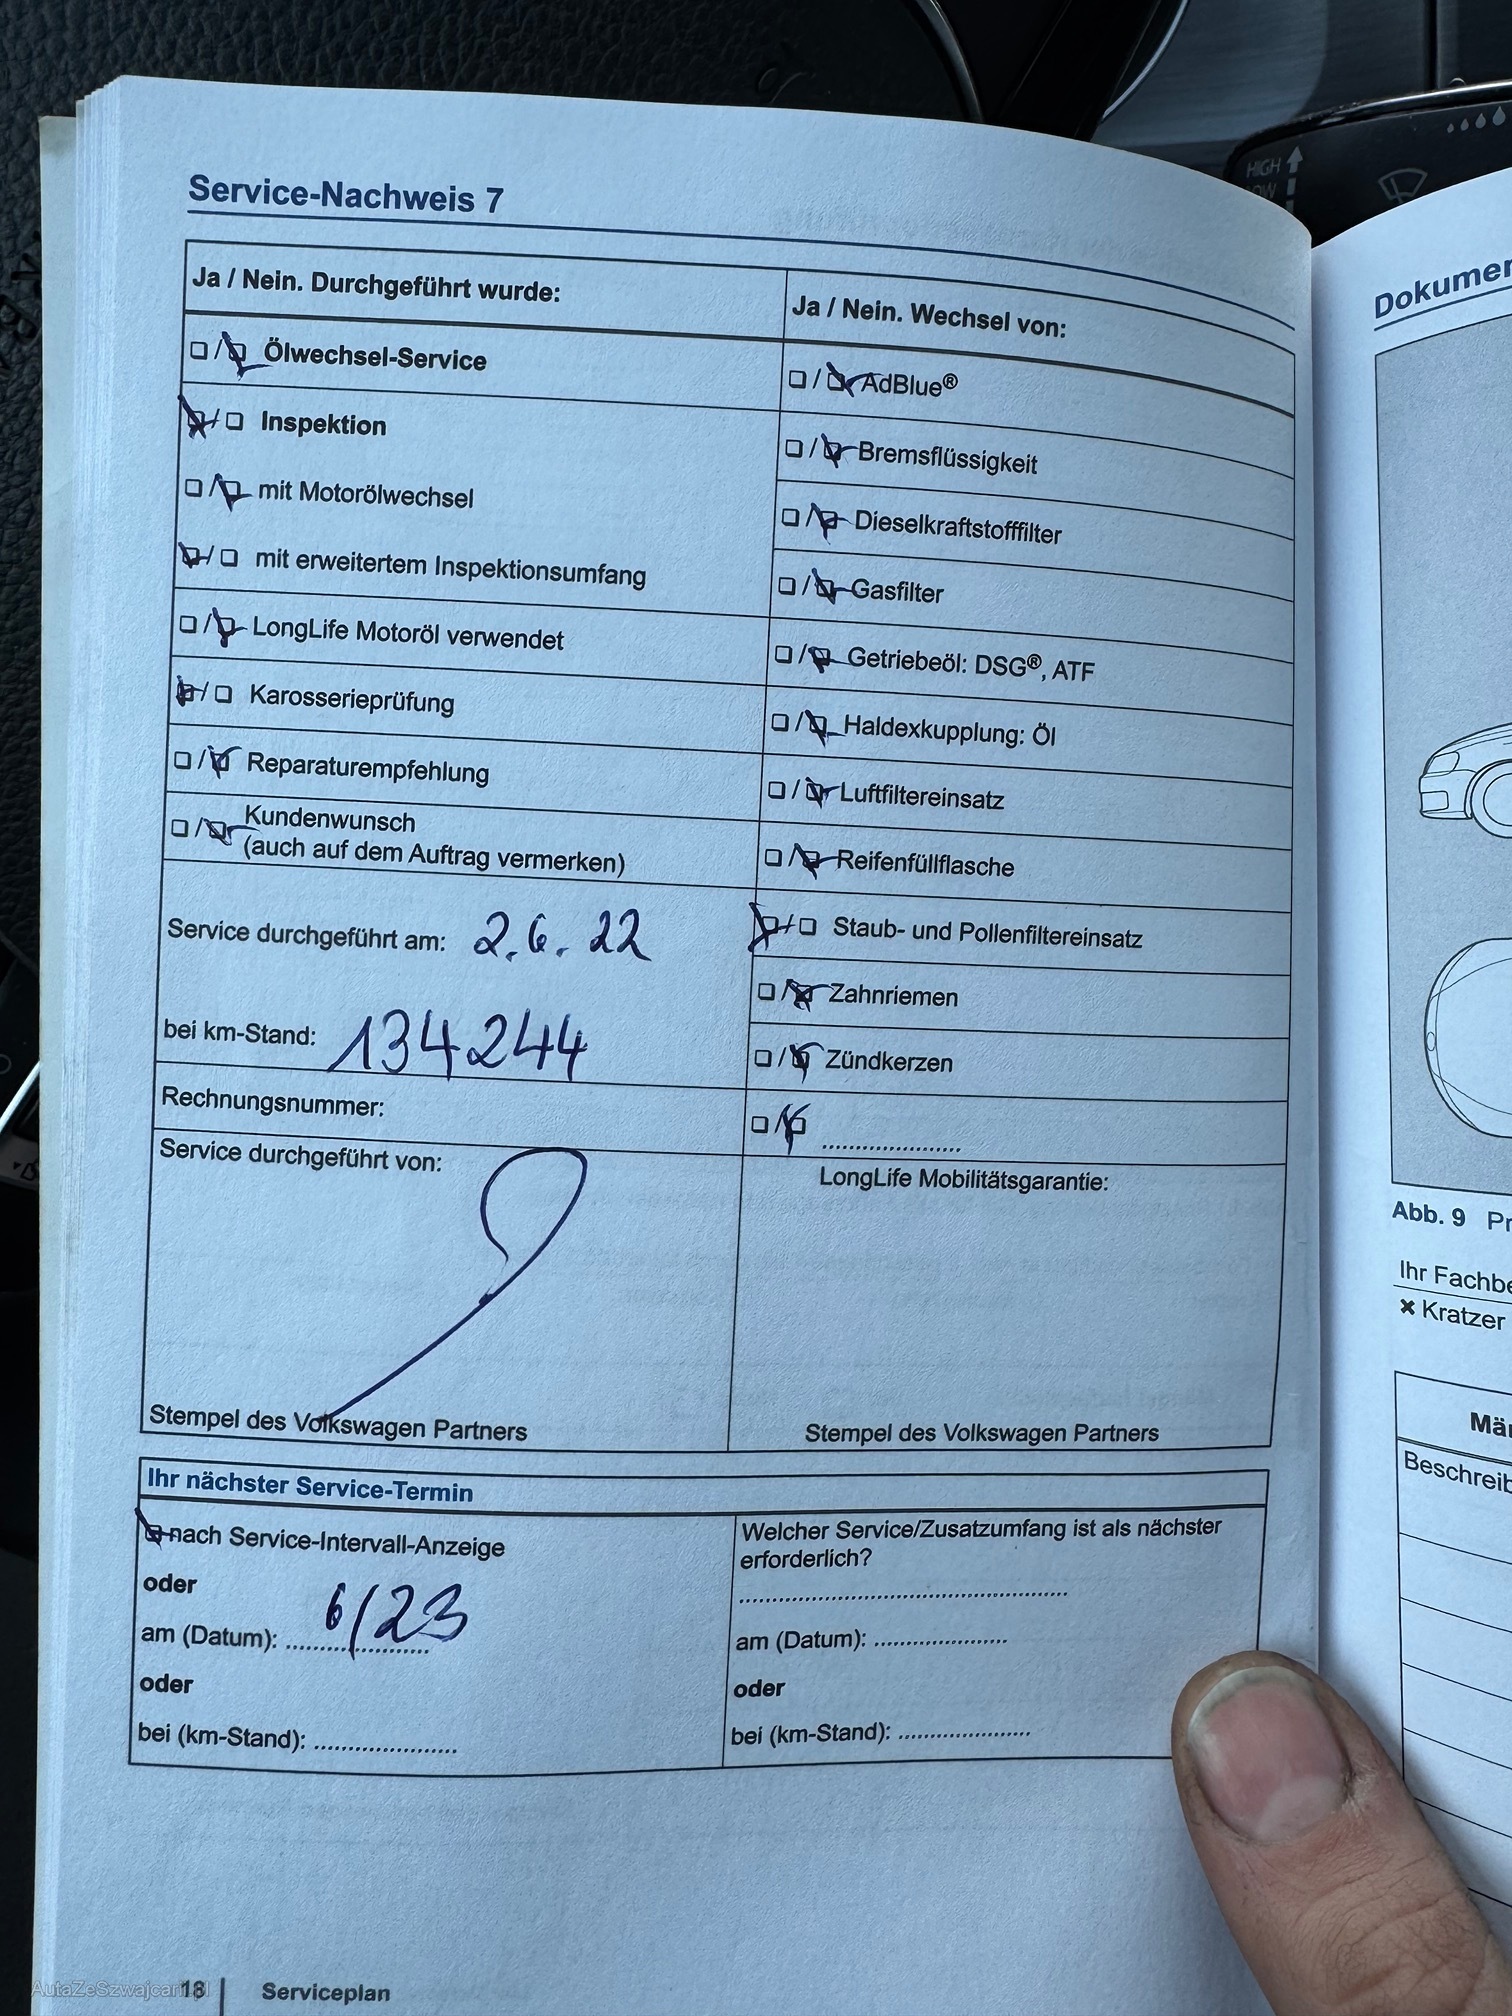 HIGH
Service-Nachweis 7
Ja / Nein. Durchgeführt wurde:
☐ / ☒ Ölwechsel-Service
☒ / ☐ Inspektion
☐ / ☒ mit Motorölwechsel
☒ / ☐ mit erweitertem Inspektionsumfang
☐ / ☒ LongLife Motoröl verwendet
☒ / ☐ Karosserieprüfung
☐ / ☒ Reparaturempfehlung
☐ / ☒ Kundenwunsch
(auch auf dem Auftrag vermerken)
Service durchgeführt am: 2.6.22
bei km-Stand: 134244
Rechnungsnummer:
Service durchgeführt von:
Stempel des Volkswagen Partners
Ja / Nein. Wechsel von:
☐ / ☒ AdBlue®
☐ / ☒ Bremsflüssigkeit
☐ / ☒ Dieselkraftstofffilter
☐ / ☒ Gasfilter
☐ / ☒ Getriebeöl: DSG®, ATF
☐ / ☒ Haldexkupplung: Öl
☐ / ☒ Luftfiltereinsatz
☐ / ☒ Reifenfüllflasche
☒ / ☐ Staub- und Pollenfiltereinsatz
☐ / ☒ Zahnriemen
☐ / ☒ Zündkerzen
☐ / ☒ ....................
LongLife Mobilitätsgarantie:
Stempel des Volkswagen Partners
Ihr nächster Service-Termin
☒ nach Service-Intervall-Anzeige
oder
am (Datum): 6/23
oder
bei (km-Stand): ....................
Welcher Service/Zusatzumfang ist als nächster
erforderlich?
..................................................
am (Datum): ....................
oder
bei (km-Stand): ....................
18 | Serviceplan
AutaZeSzwajcarii.pl
Dokumen
Abb. 9 Pr
Ihr Fachbe
✖ Kratzer
Män
Beschreib